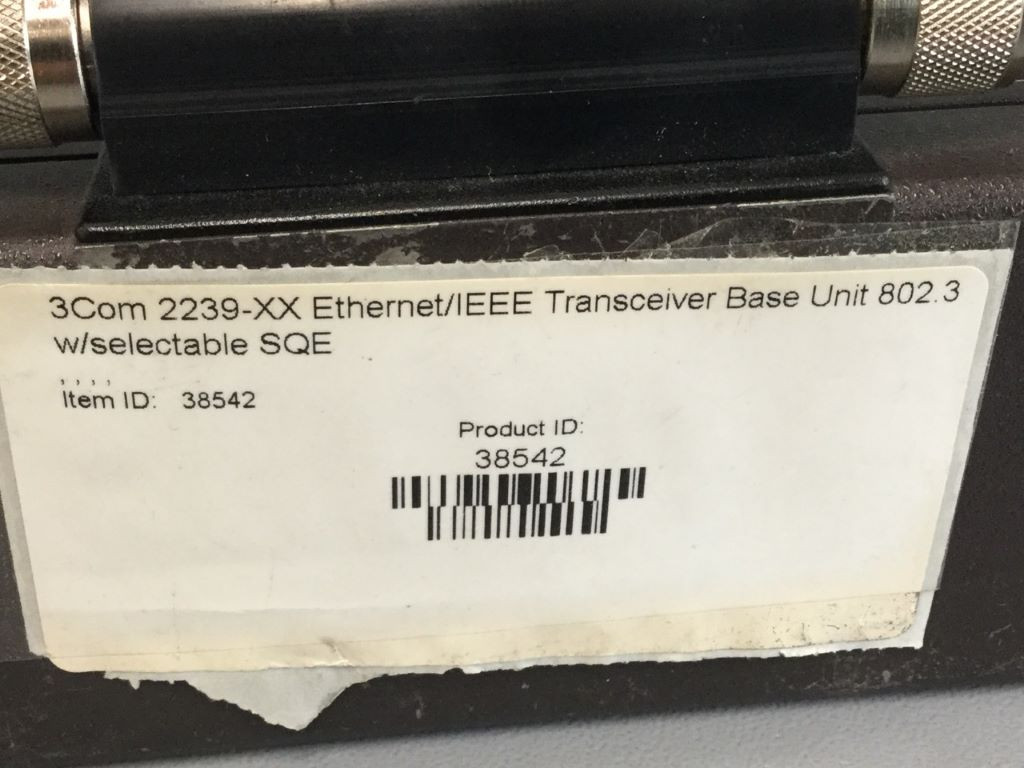 3Com 2239-XX Ethernet/IEEE Transceiver Base Unit 802.3
w/selectable SQE
, , , ,
Item ID: 38542
Product ID:
38542